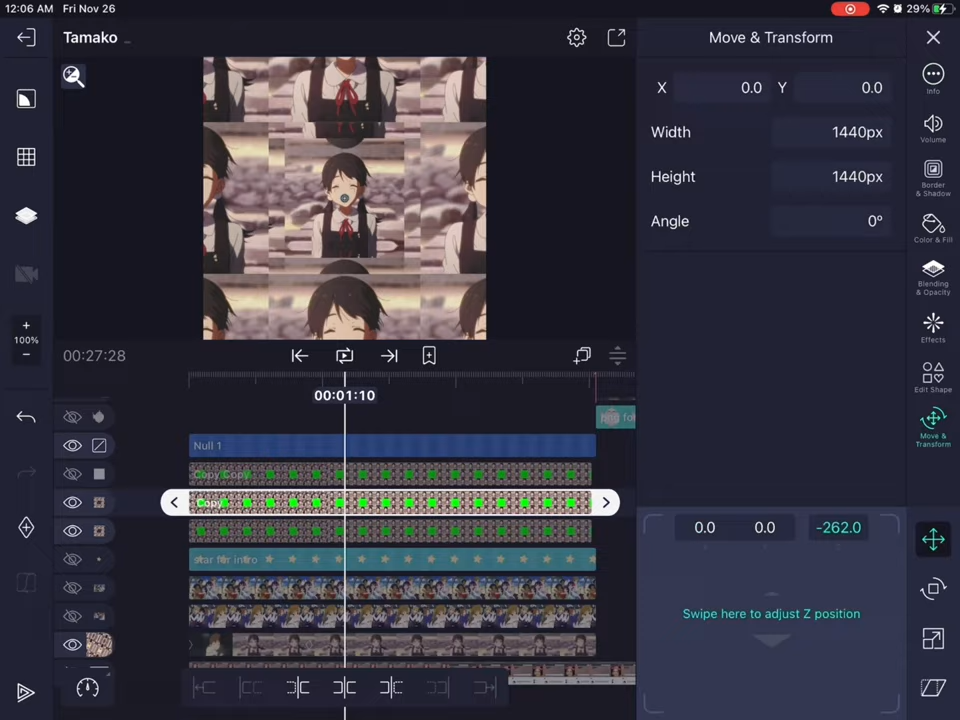 12:06 AM Fri Nov 26
29%
Tamako
Move & Transform
X 0.0 Y 0.0
Width 1440px
Height 1440px
Angle 0°
Info
Volume
Border
& Shadow
Color & Fill
Blending
& Opacity
Effects
Edit Shape
Move &
Transform
+
100%
−
00:27:28
00:01:10
Null 1
Copy Copy
Copy
star for intro
0.0 0.0 -262.0
Swipe here to adjust Z position